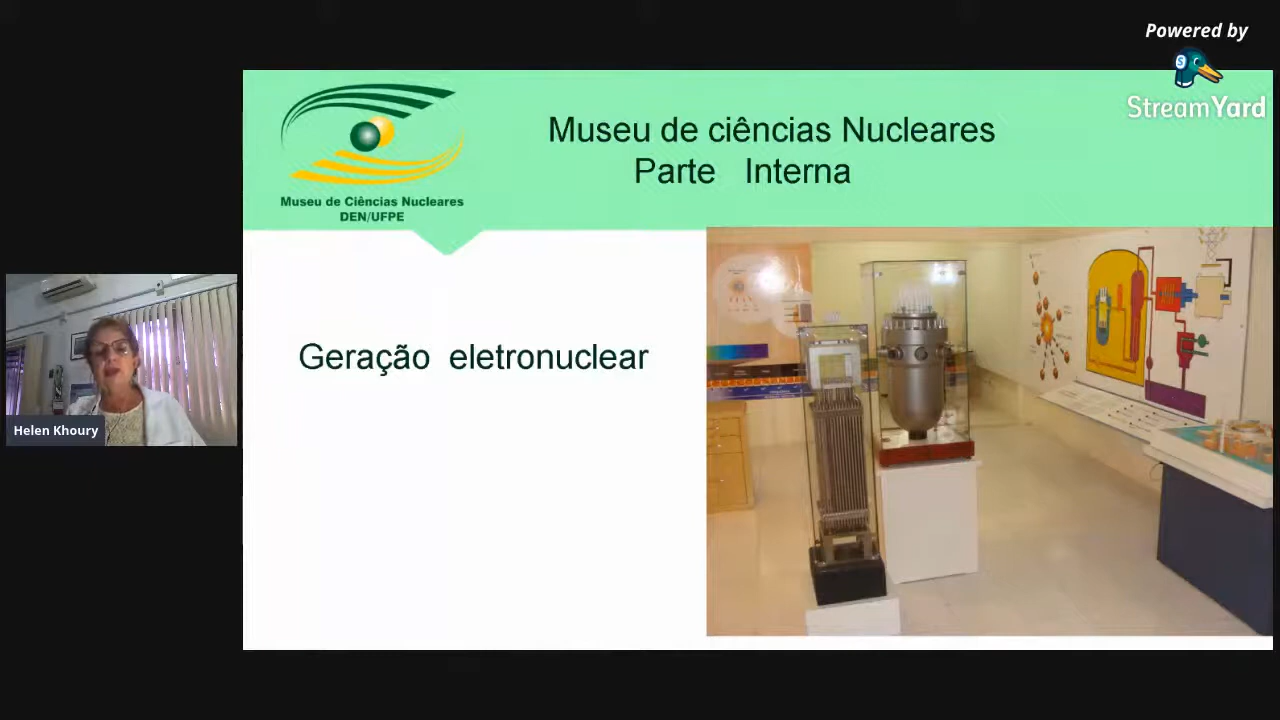 Powered by
StreamYard
Museu de ciências Nucleares
Parte Interna
Museu de Ciências Nucleares
DEN/UFPE
Geração eletronuclear
Helen Khoury